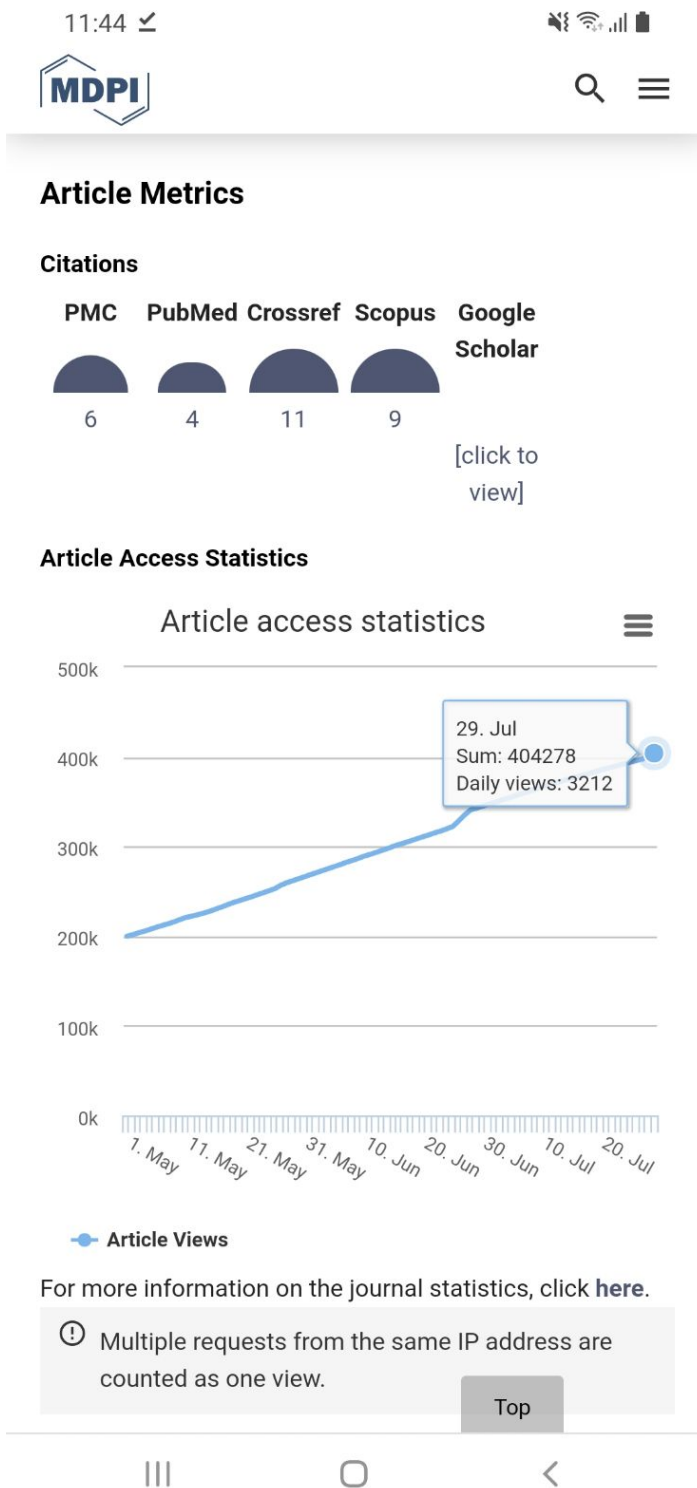 11:44
MDPI
Article Metrics
Citations
PMC PubMed Crossref Scopus Google
Scholar
6 4 11 9
[click to
view]
Article Access Statistics
Article access statistics
500k
400k
300k
200k
100k
0k
29. Jul
Sum: 404278
Daily views: 3212
1. May 11. May 21. May 31. May 10. Jun 20. Jun 30. Jun 10. Jul 20. Jul
Article Views
For more information on the journal statistics, click here.
Multiple requests from the same IP address are
counted as one view.
Top